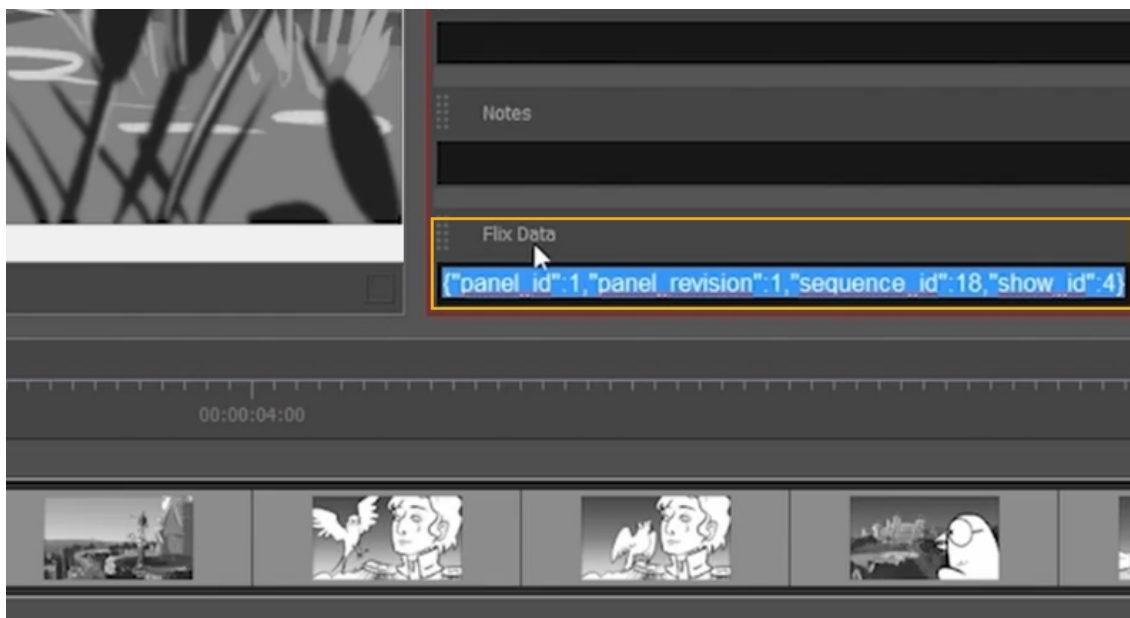 Notes
Flix Data
{"panel_id":1,"panel_revision":1,"sequence_id":18,"show_id":4}
00:00:04:00